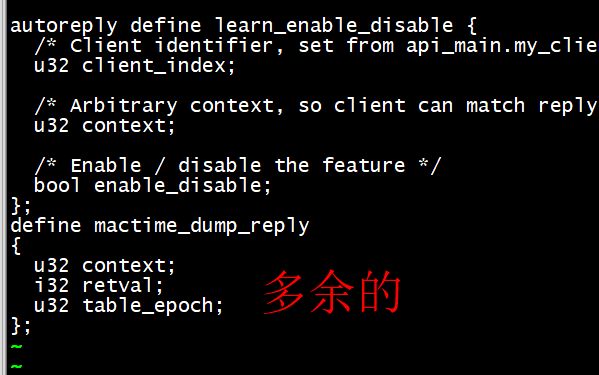 autoreply define learn_enable_disable {
/* Client identifier, set from api_main.my_clie
u32 client_index;
/* Arbitrary context, so client can match reply
u32 context;
/* Enable / disable the feature */
bool enable_disable;
};
define mactime_dump_reply
{
u32 context;
i32 retval;
u32 table_epoch;
多余的
};
~
~